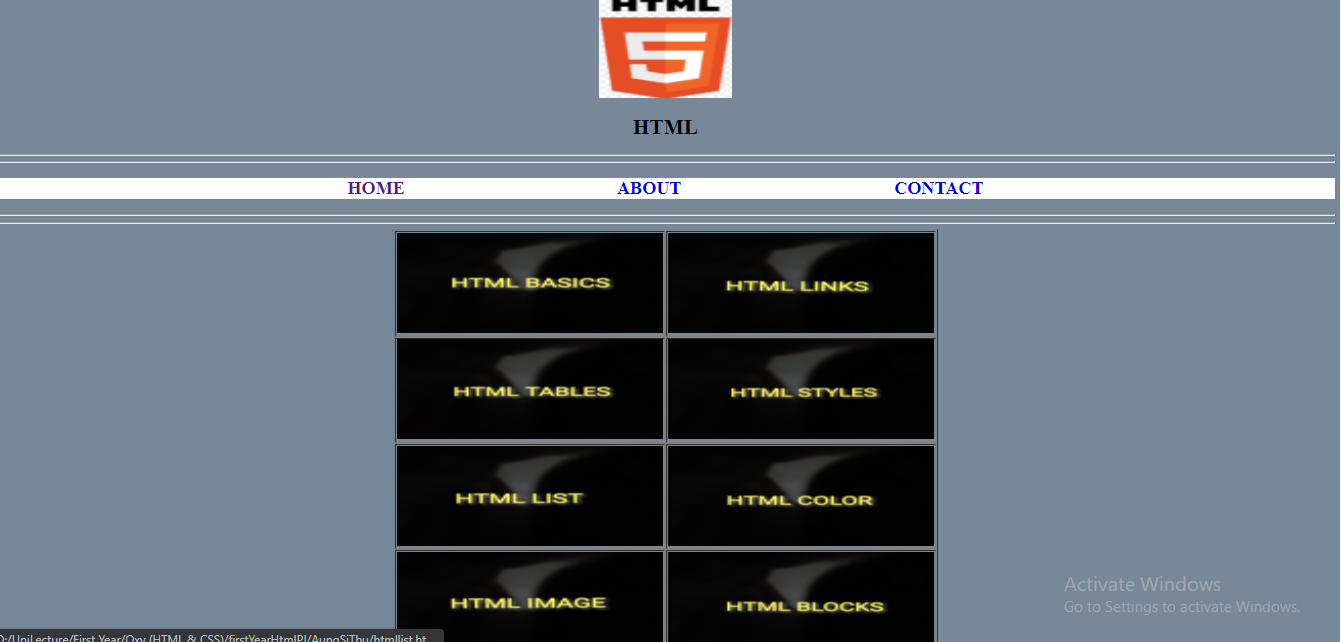 HTML
HTML
HOME ABOUT CONTACT
HTML BASICS HTML LINKS
HTML TABLES HTML STYLES
HTML LIST HTML COLOR
HTML IMAGE HTML BLOCKS
Activate Windows
Go to Settings to activate Windows.
D:/UniLecture/First Year/Oxy (HTML & CSS)/firstYearHtmlPJ/AungSiThu/htmllist.ht...